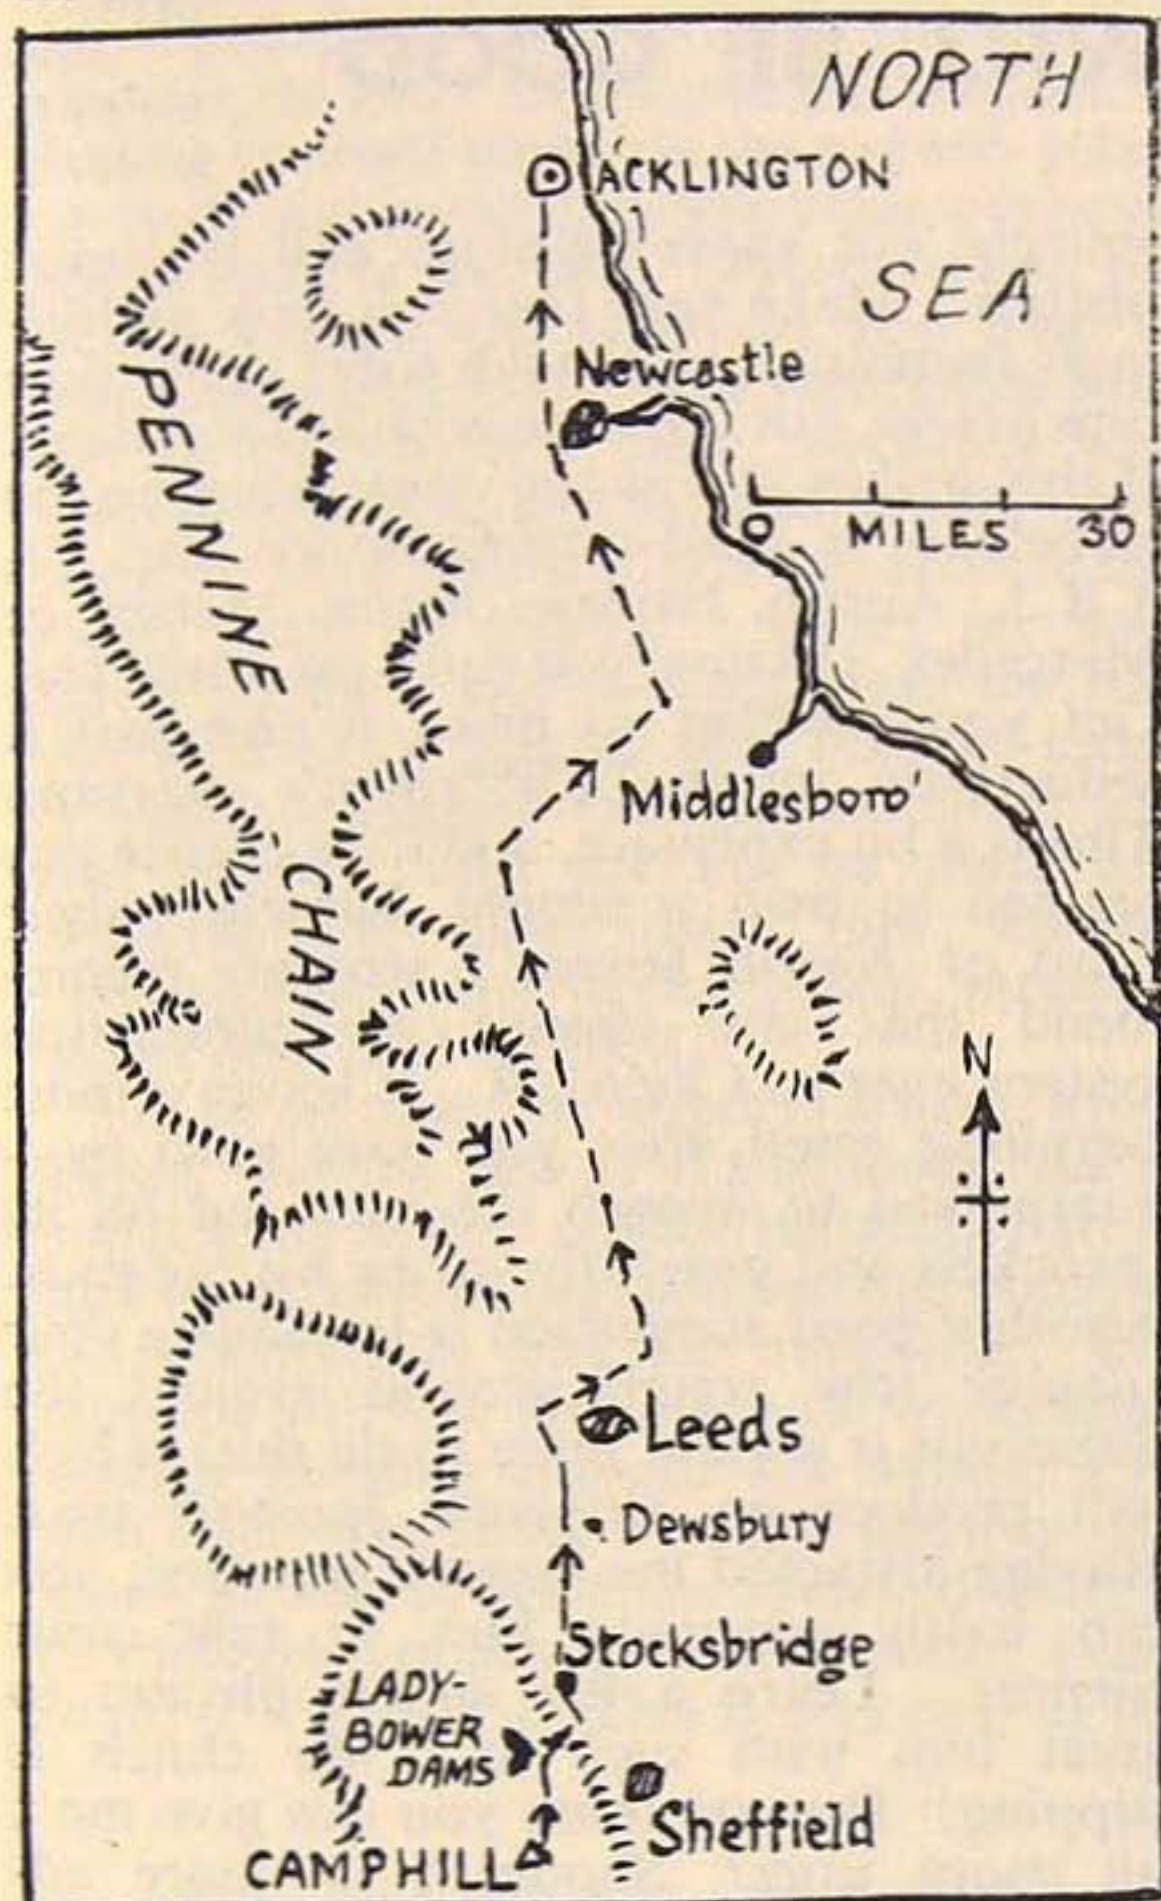 NORTH
ACKLINGTON
SEA
Newcastle
PENNINE
0 MILES 30
Middlesboro'
CHAIN
N
Leeds
Dewsbury
Stocksbridge
LADY-
BOWER
DAMS
Sheffield
CAMPHILL